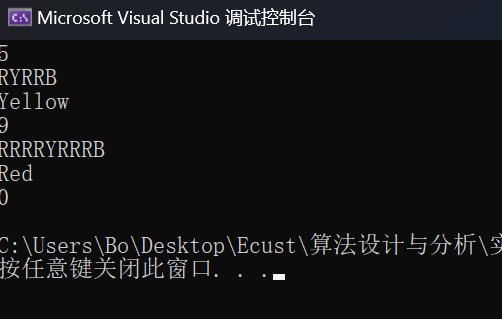 Microsoft Visual Studio 调试控制台
5
RYRRB
Yellow
9
RRRRYRRRB
Red
0
C:\Users\Bo\Desktop\Ecust\算法设计与分析\实
按任意键关闭此窗口. . .